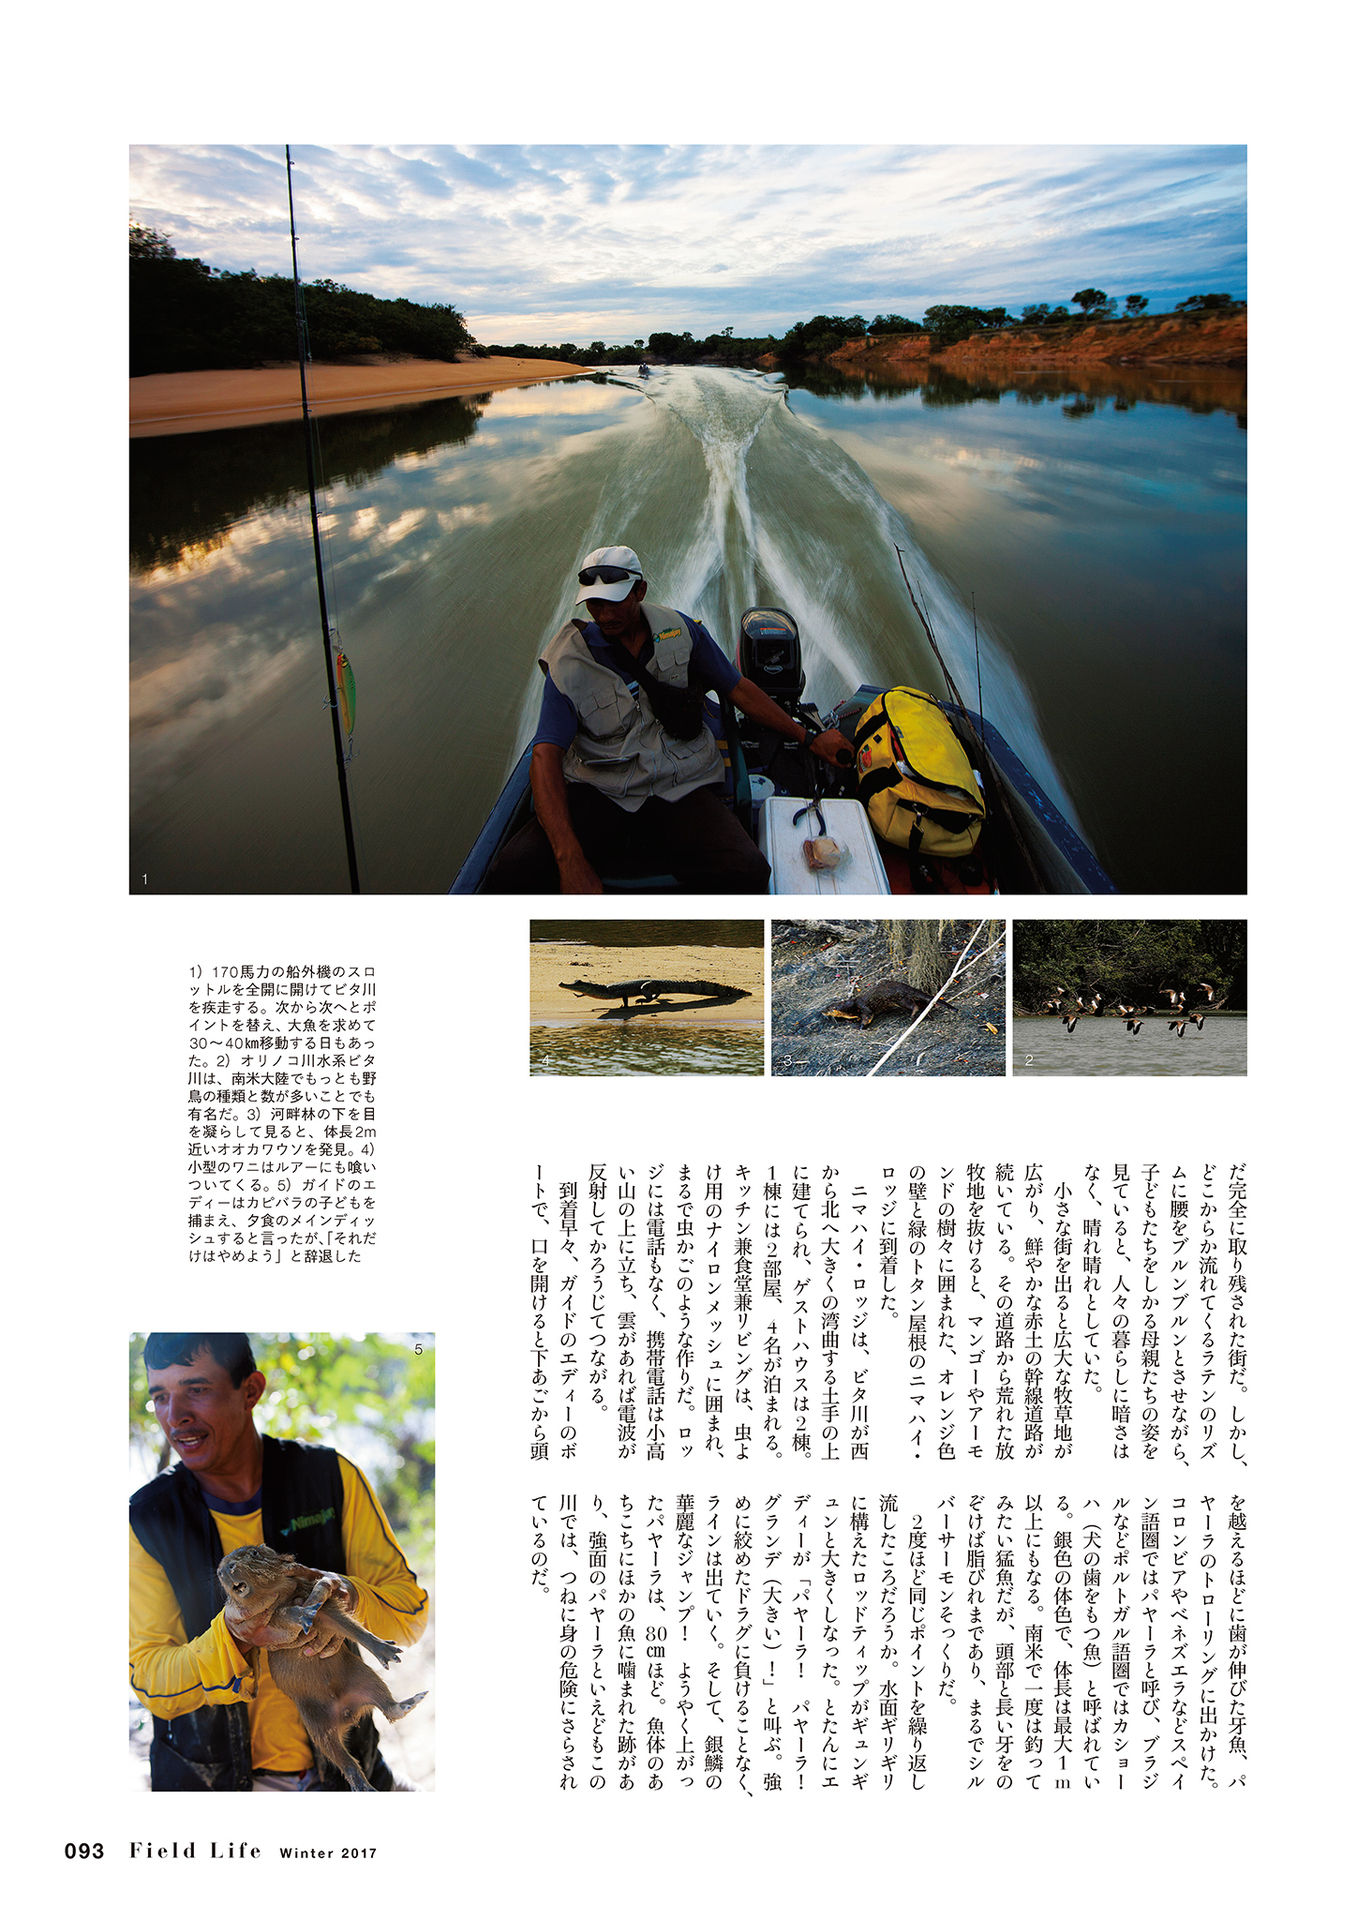 Nimajay
1
4
3
2
1）170馬力の船外機のスロ
ットルを全開に開けてビタ川
を疾走する。次から次へとポ
イントを替え、大魚を求めて
30〜40㎞移動する日もあっ
た。2）オリノコ川水系ビタ
川は、南米大陸でもっとも野
鳥の種類と数が多いことでも
有名だ。3）河畔林の下を目
を凝らして見ると、体長2m
近いオオカワウソを発見。4）
小型のワニはルアーにも喰い
ついてくる。5）ガイドのエ
ディーはカピバラの子どもを
捕まえ、夕食のメインディッ
シュすると言ったが、「それだ
けはやめよう」と辞退した
5
Nimajay
だ完全に取り残された街だ。しかし、
どこからか流れてくるラテンのリズ
ムに腰をブルンブルンとさせながら、
子どもたちをしかる母親たちの姿を
見ていると、人々の暮らしに暗さは
なく、晴れ晴れとしていた。
小さな街を出ると広大な牧草地が
広がり、鮮やかな赤土の幹線道路が
続いている。その道路から荒れた放
牧地を抜けると、マンゴーやアーモ
ンドの樹々に囲まれた、オレンジ色
の壁と緑のトタン屋根のニマハイ・
ロッジに到着した。
ニマハイ・ロッジは、ビタ川が西
から北へ大きくの湾曲する土手の上
に建てられ、ゲストハウスは2棟。
1棟には2部屋、4名が泊まれる。
キッチン兼食堂兼リビングは、虫よ
け用のナイロンメッシュに囲まれ、
まるで虫かごのような作りだ。ロッ
ジには電話もなく、携帯電話は小高
い山の上に立ち、雲があれば電波が
反射してかろうじてつながる。
到着早々、ガイドのエディーのボ
ートで、口を開けると下あごから頭
を越えるほどに歯が伸びた牙魚、パ
ヤーラのトローリングに出かけた。
コロンビアやベネズエラなどスペイ
ン語圏ではパヤーラと呼び、ブラジ
ルなどポルトガル語圏ではカショー
ハ（犬の歯をもつ魚）と呼ばれてい
る。銀色の体色で、体長は最大1m
以上にもなる。南米で一度は釣って
みたい猛魚だが、頭部と長い牙をの
ぞけば脂びれまであり、まるでシル
バーサーモンそっくりだ。
2度ほど同じポイントを繰り返し
流したころだろうか。水面ギリギリ
に構えたロッドティップがギュンギ
ュンと大きくしなった。とたんにエ
ディーが「パヤーラ！　パヤーラ！
グランデ（大きい）！」と叫ぶ。強
めに絞めたドラグに負けることなく、
ラインは出ていく。そして、銀鱗の
華麗なジャンプ！　ようやく上がっ
たパヤーラは、80㎝ほど。魚体のあ
ちこちにほかの魚に噛まれた跡があ
り、強面のパヤーラといえどもこの
川では、つねに身の危険にさらされ
ているのだ。
093 Field Life Winter 2017